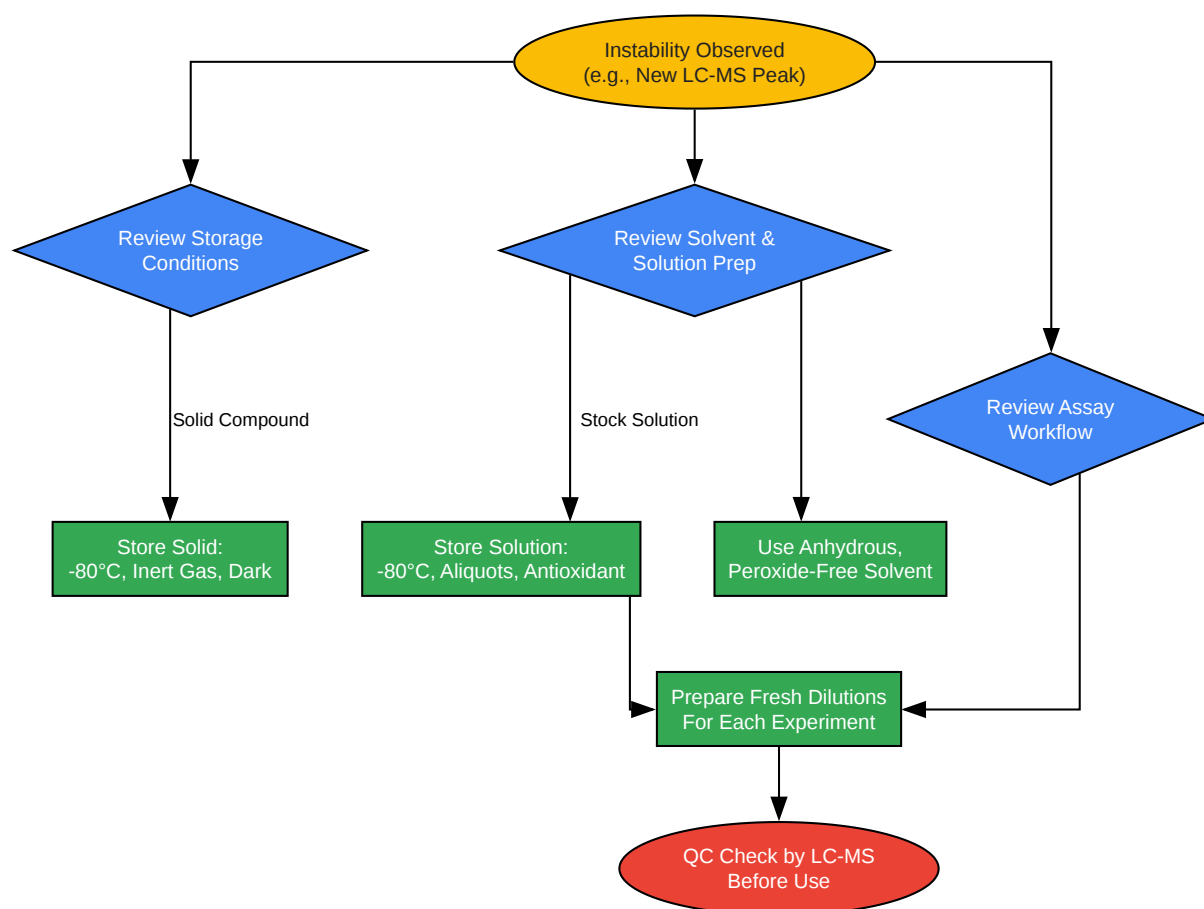 Instability Observed
(e.g., New LC-MS Peak)
Review Storage
Conditions
Review Solvent &
Solution Prep
Review Assay
Workflow
Solid Compound
Stock Solution
Store Solid:
-80°C, Inert Gas, Dark
Store Solution:
-80°C, Aliquots, Antioxidant
Use Anhydrous,
Peroxide-Free Solvent
Prepare Fresh Dilutions
For Each Experiment
QC Check by LC-MS
Before Use